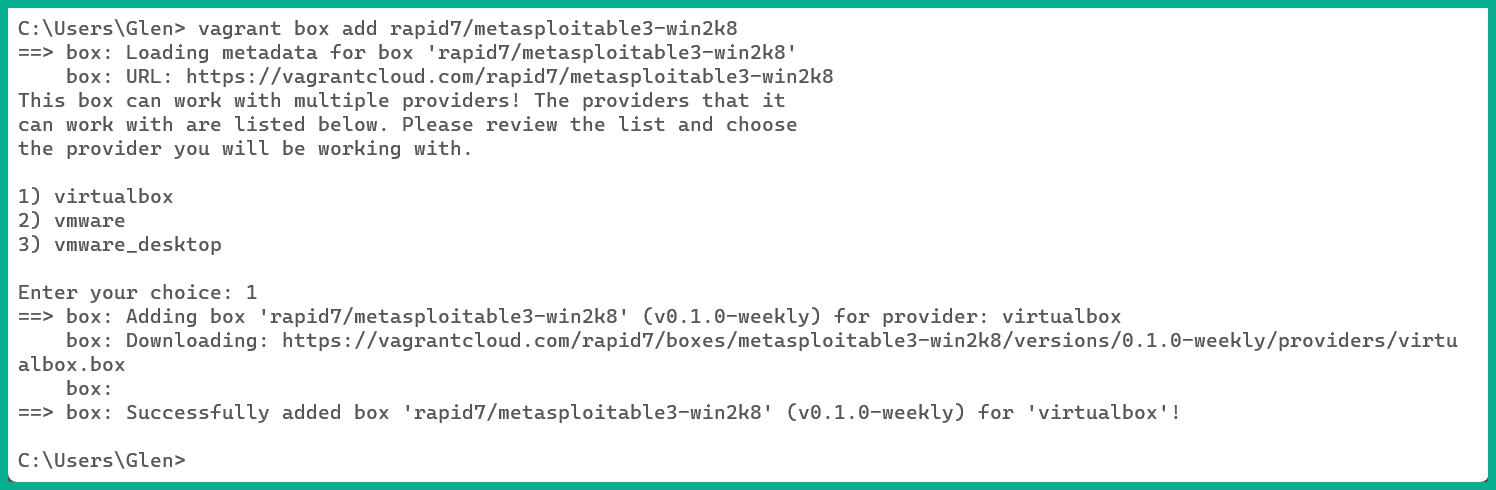 C:\Users\Glen> vagrant box add rapid7/metasploitable3-win2k8
==> box: Loading metadata for box 'rapid7/metasploitable3-win2k8'
    box: URL: https://vagrantcloud.com/rapid7/metasploitable3-win2k8
This box can work with multiple providers! The providers that it
can work with are listed below. Please review the list and choose
the provider you will be working with.

1) virtualbox
2) vmware
3) vmware_desktop

Enter your choice: 1
==> box: Adding box 'rapid7/metasploitable3-win2k8' (v0.1.0-weekly) for provider: virtualbox
    box: Downloading: https://vagrantcloud.com/rapid7/boxes/metasploitable3-win2k8/versions/0.1.0-weekly/providers/virtu
albox.box
    box:
==> box: Successfully added box 'rapid7/metasploitable3-win2k8' (v0.1.0-weekly) for 'virtualbox'!

C:\Users\Glen>